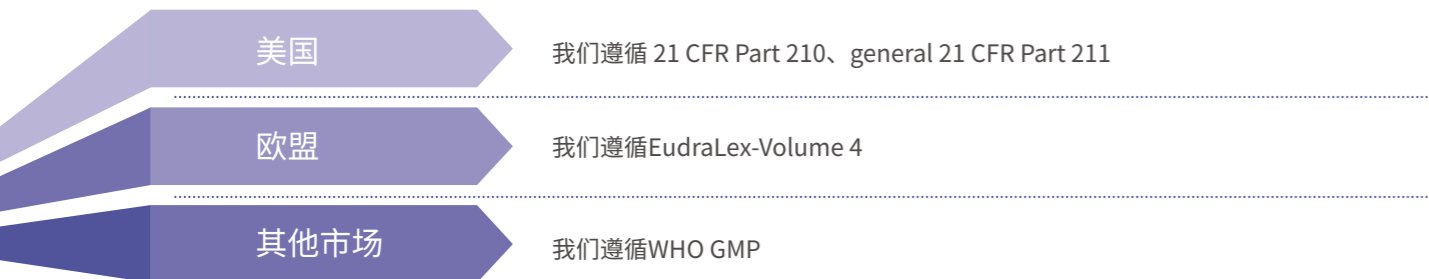 美国
我们遵循 21 CFR Part 210、general 21 CFR Part 211
欧盟
我们遵循EudraLex-Volume 4
其他市场
我们遵循WHO GMP